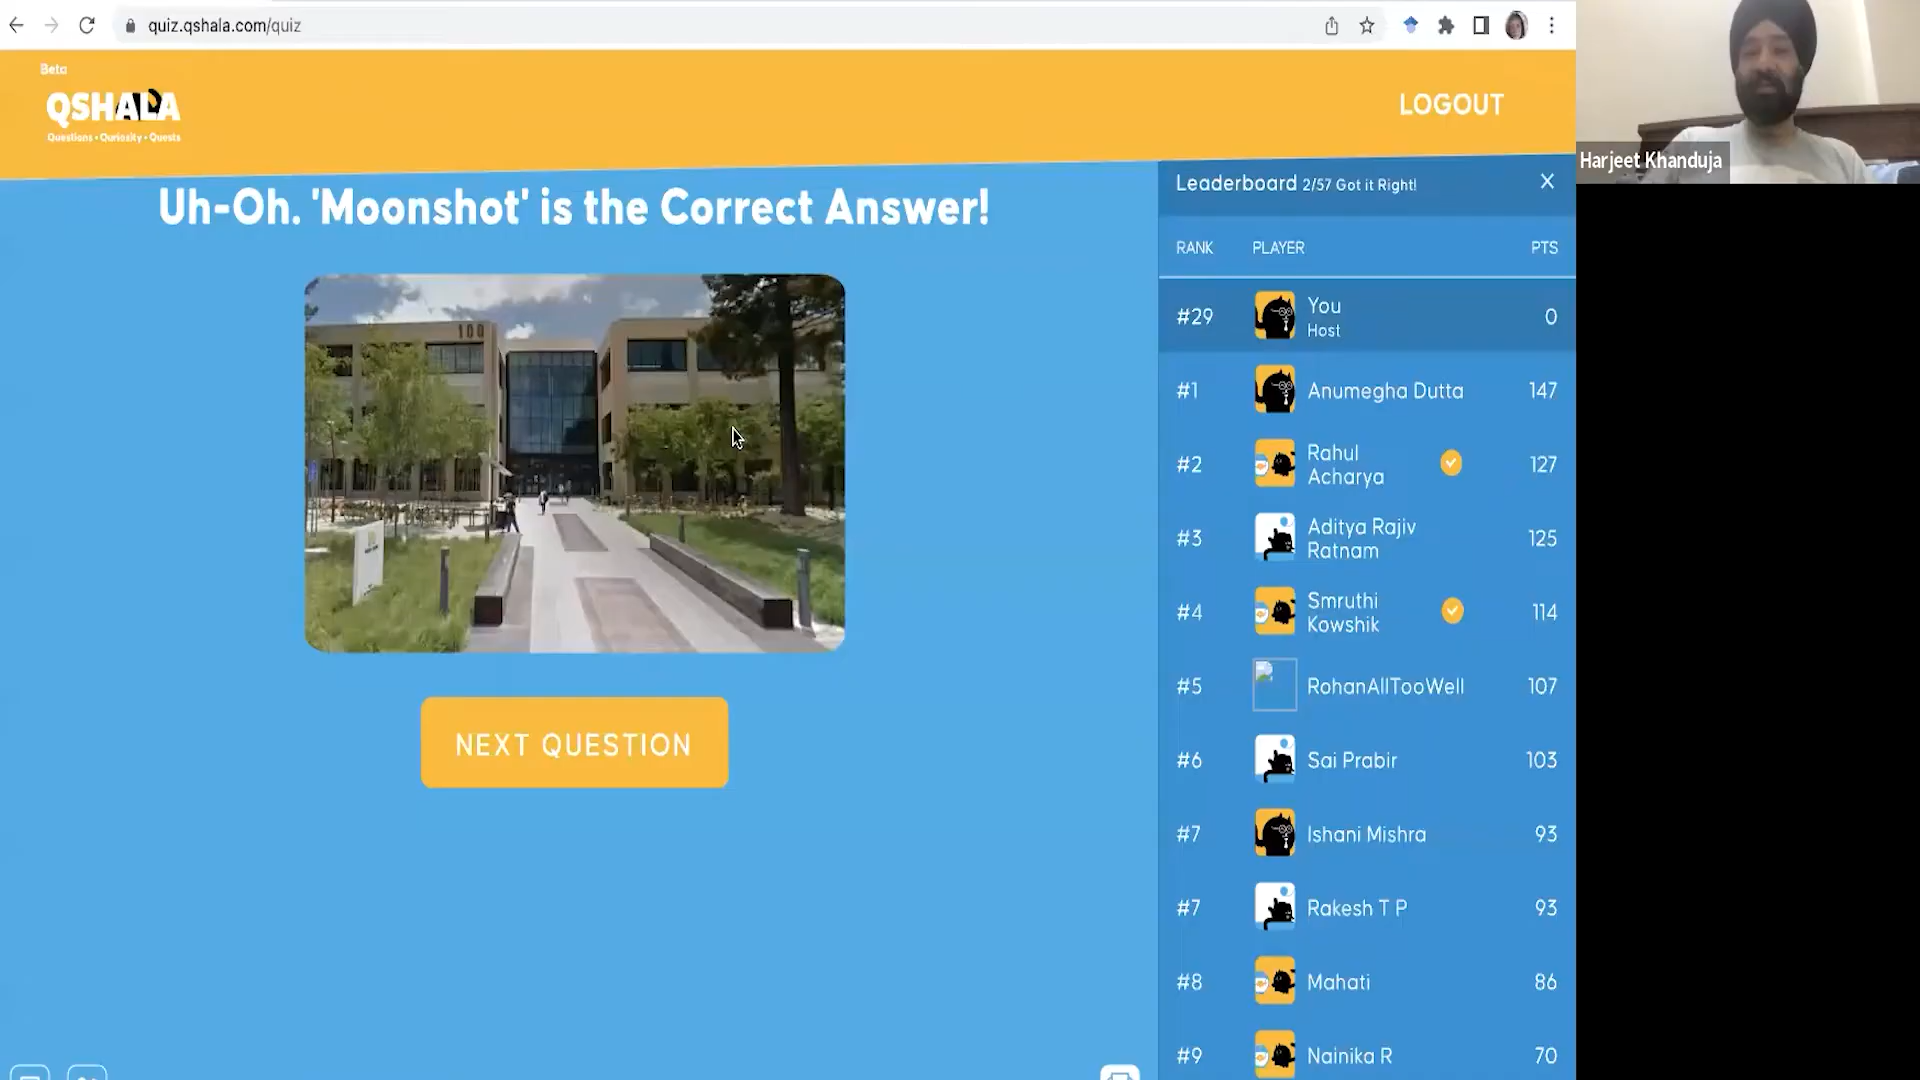 quiz.qshala.com/quiz
Beta
QSHALA
Questions • Quriosity • Quests
LOGOUT
Harjeet Khanduja
Uh-Oh. 'Moonshot' is the Correct Answer!
100
NEXT QUESTION
Leaderboard 2/57 Got it Right!
RANK PLAYER PTS
#29 You 0
Host
#1 Anumegha Dutta 147
#2 Rahul Acharya 127
#3 Aditya Rajiv Ratnam 125
#4 Smruthi Kowshik 114
#5 RohanAllTooWell 107
#6 Sai Prabir 103
#7 Ishani Mishra 93
#7 Rakesh T P 93
#8 Mahati 86
#9 Nainika R 70